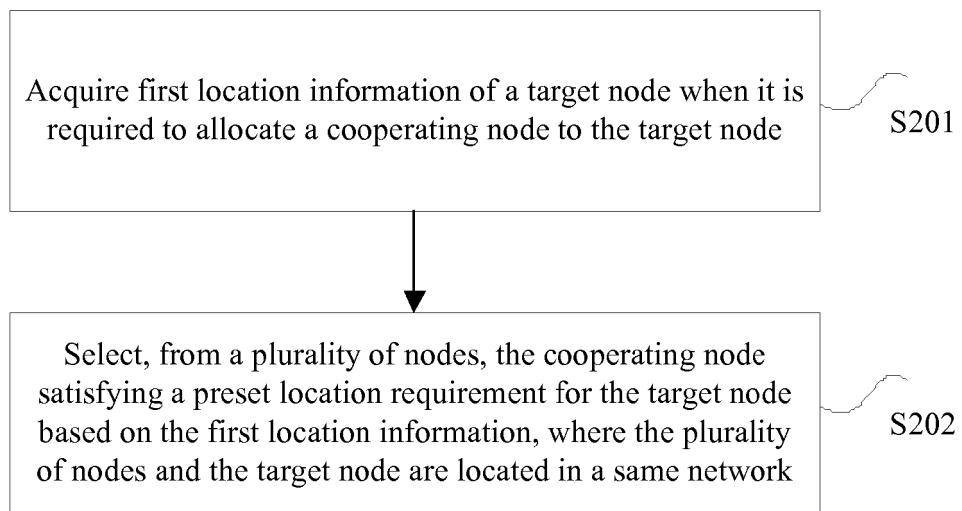 Acquire first location information of a target node when it is
required to allocate a cooperating node to the target node
S201
Select, from a plurality of nodes, the cooperating node
satisfying a preset location requirement for the target node
based on the first location information, where the plurality
of nodes and the target node are located in a same network
S202